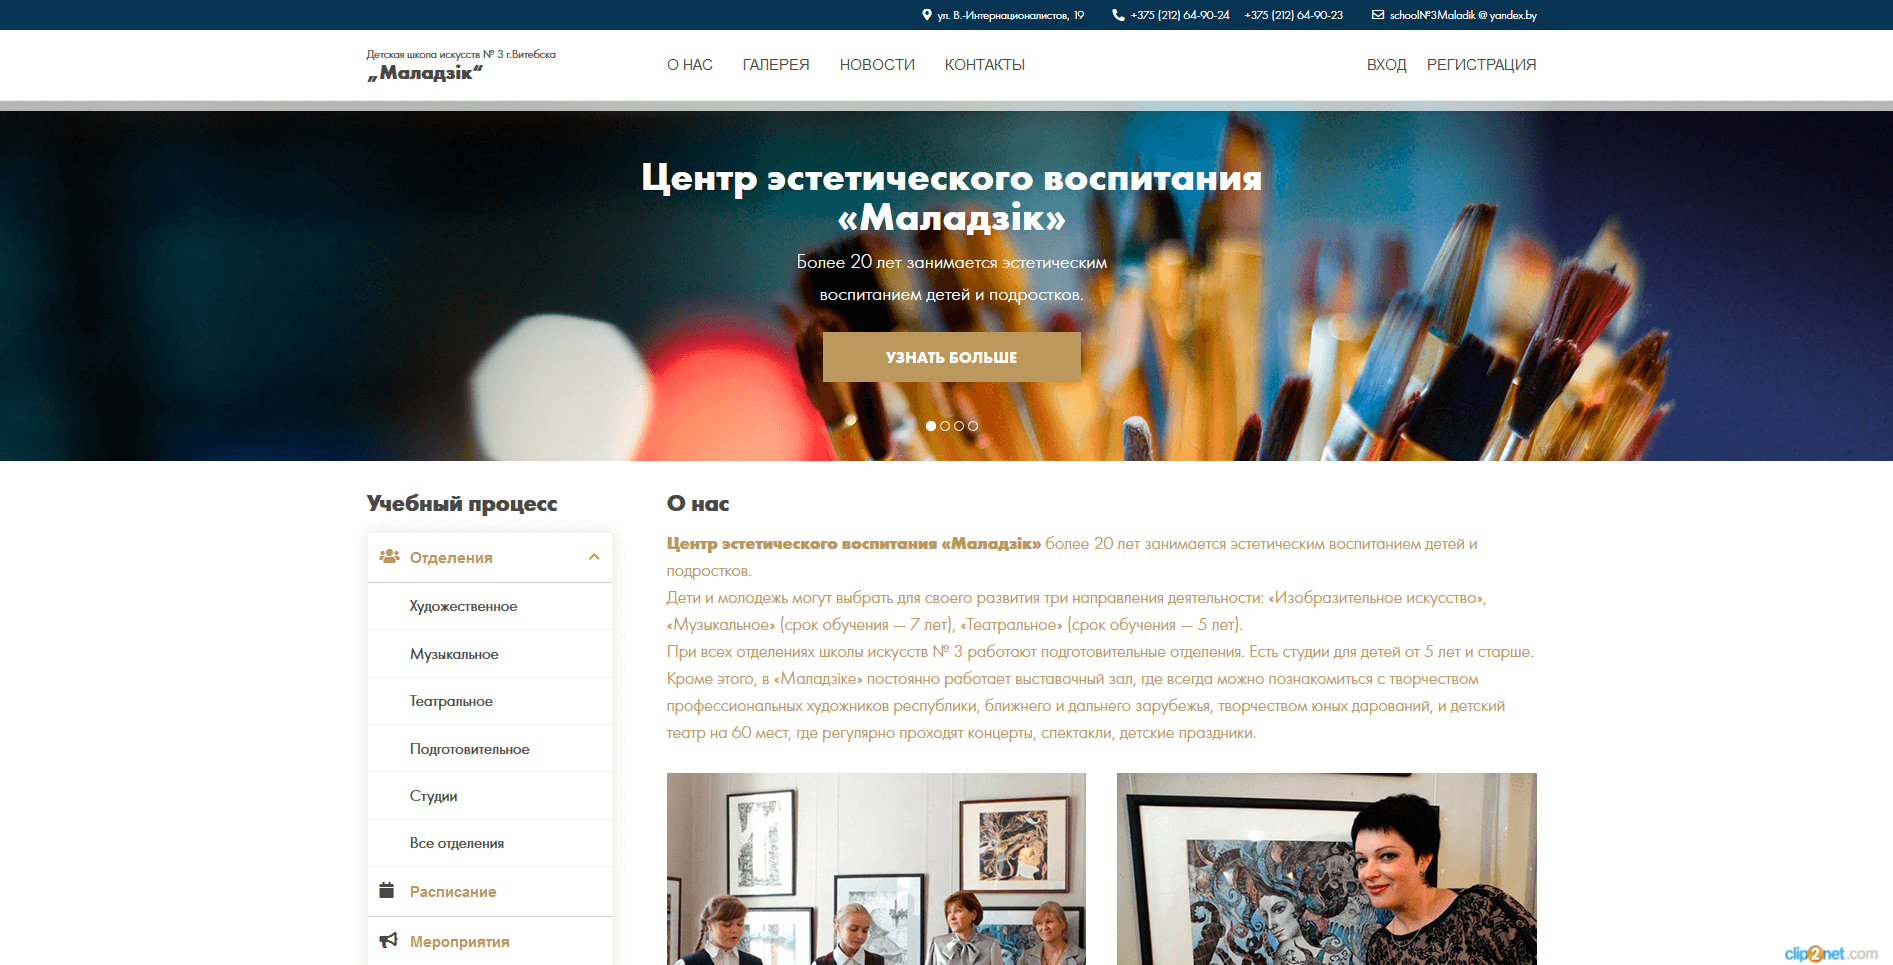 ул. В.-Интернационалистов, 19 +375 (212) 64-90-24 +375 (212) 64-90-23 school№3Maladik @ yandex.by
Детская школа искусств № 3 г.Витебска
„Маладзік“
О НАС ГАЛЕРЕЯ НОВОСТИ КОНТАКТЫ ВХОД РЕГИСТРАЦИЯ
Центр эстетического воспитания
«Маладзік»
Более 20 лет занимается эстетическим
воспитанием детей и подростков.
УЗНАТЬ БОЛЬШЕ
Учебный процесс
Отделения
Художественное
Музыкальное
Театральное
Подготовительное
Студии
Все отделения
Расписание
Мероприятия
О нас
Центр эстетического воспитания «Маладзік» более 20 лет занимается эстетическим воспитанием детей и
подростков.
Дети и молодежь могут выбрать для своего развития три направления деятельности: «Изобразительное искусство»,
«Музыкальное» (срок обучения — 7 лет), «Театральное» (срок обучения — 5 лет).
При всех отделениях школы искусств № 3 работают подготовительные отделения. Есть студии для детей от 5 лет и старше.
Кроме этого, в «Маладзіке» постоянно работает выставочный зал, где всегда можно познакомиться с творчеством
профессиональных художников республики, ближнего и дальнего зарубежья, творчеством юных дарований, и детский
театр на 60 мест, где регулярно проходят концерты, спектакли, детские праздники.
clip2net.com